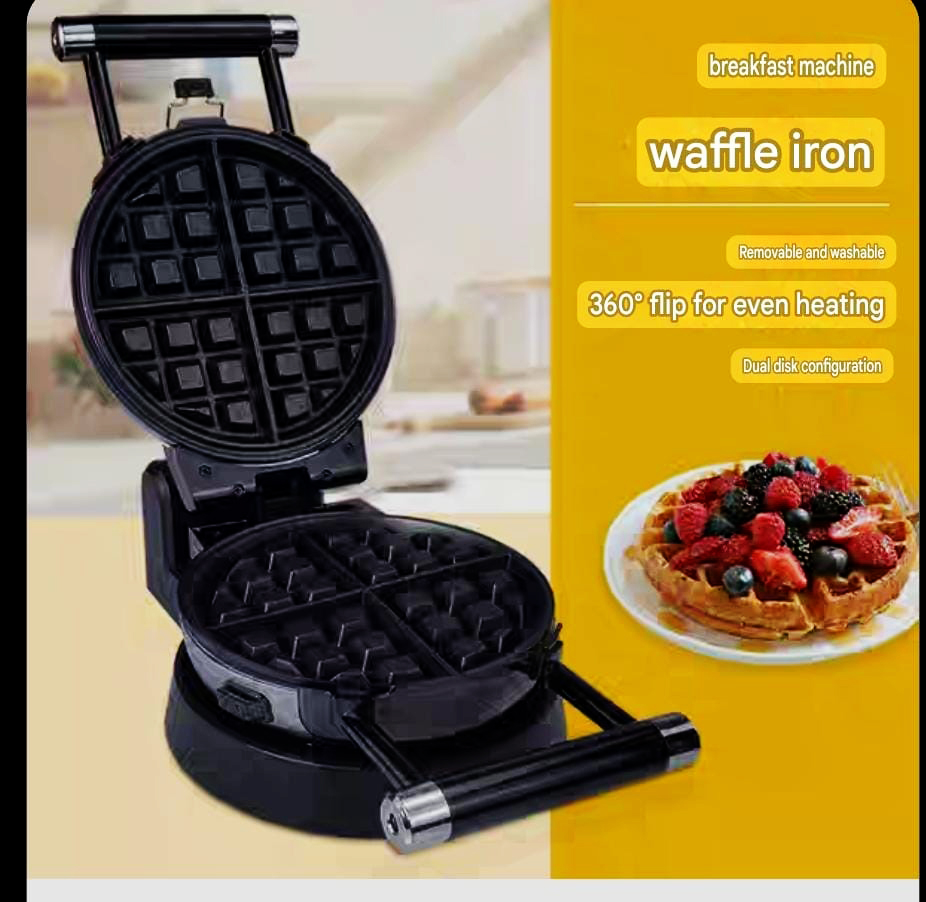 breakfast machine
waffle iron
Removable and washable
360° flip for even heating
Dual disk configuration